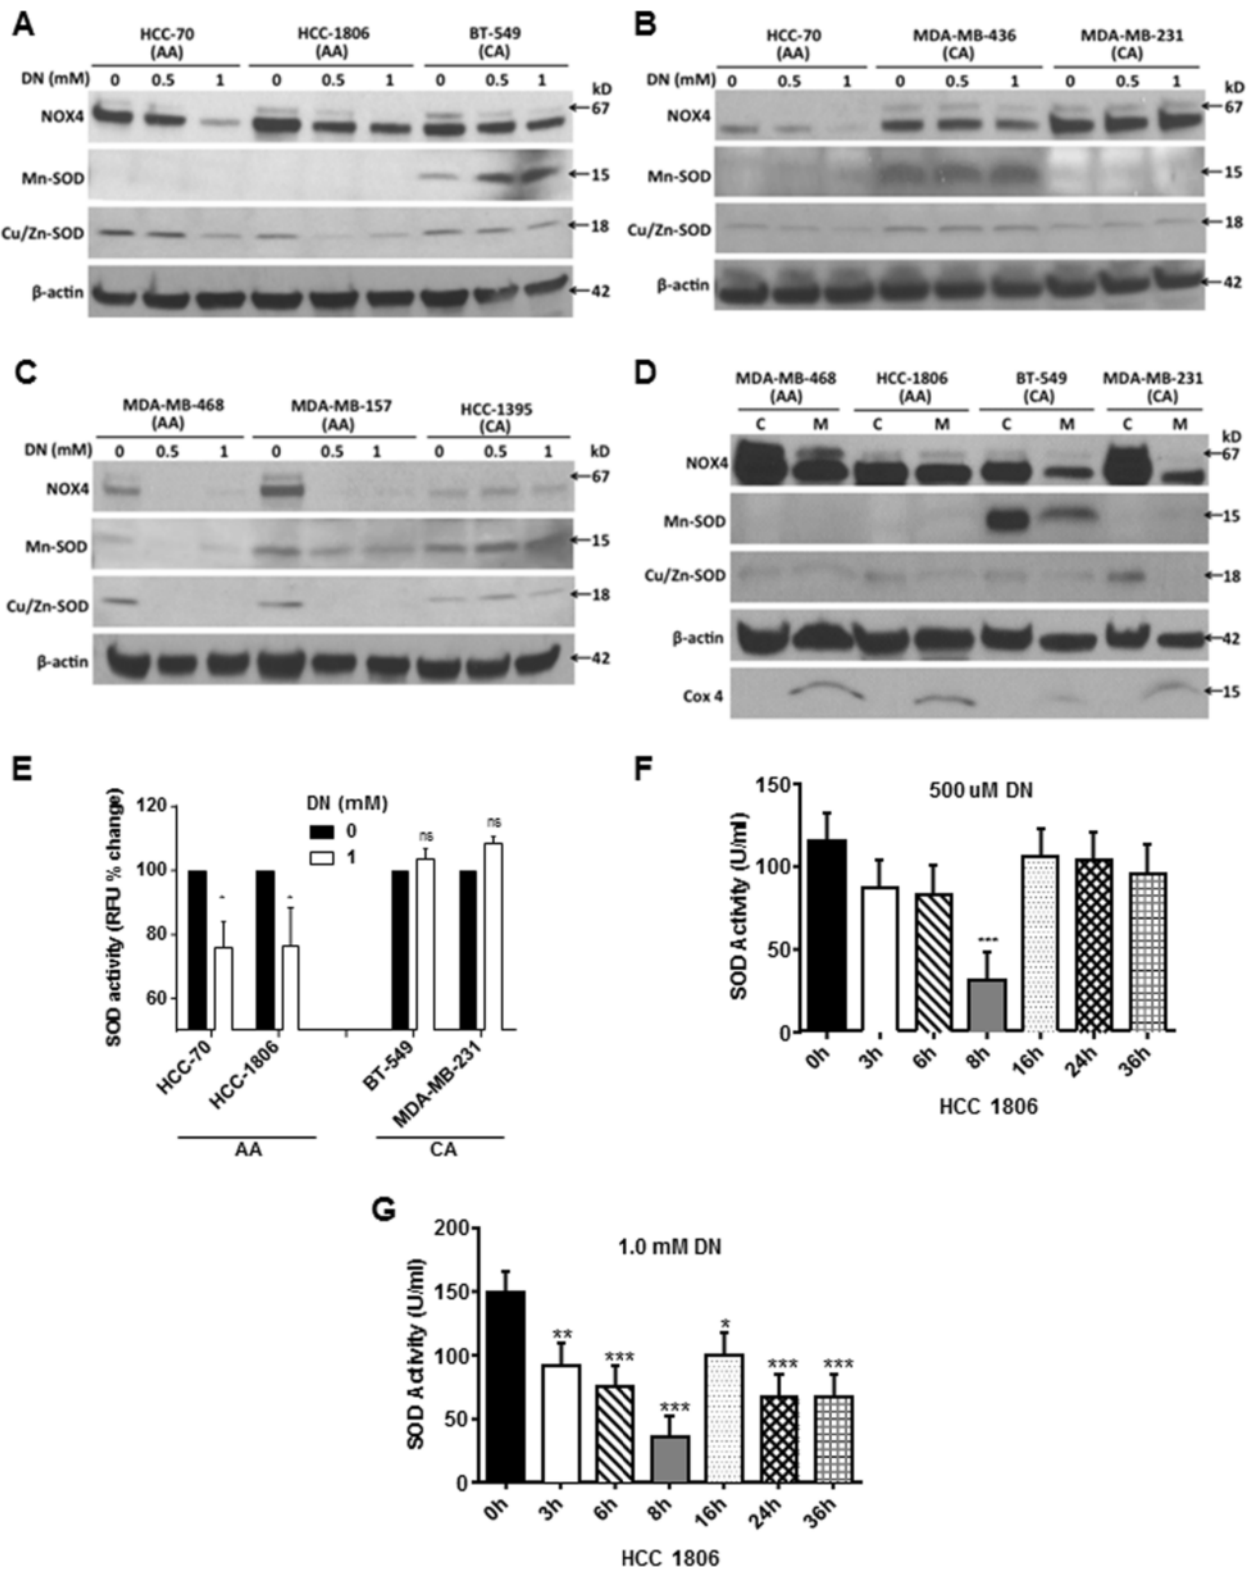 A
HCC-70 HCC-1806 BT-549
(AA) (AA) (CA)
DN (mM) 0 0.5 1 0 0.5 1 0 0.5 1 kD
NOX4 67
Mn-SOD 15
Cu/Zn-SOD 18
β-actin 42
B
HCC-70 MDA-MB-436 MDA-MB-231
(AA) (CA) (CA)
DN (mM) 0 0.5 1 0 0.5 1 0 0.5 1 kD
NOX4 67
Mn-SOD 15
Cu/Zn-SOD 18
β-actin 42
C
MDA-MB-468 MDA-MB-157 HCC-1395
(AA) (AA) (CA)
DN (mM) 0 0.5 1 0 0.5 1 0 0.5 1 kD
NOX4 67
Mn-SOD 15
Cu/Zn-SOD 18
β-actin 42
D
MDA-MB-468 HCC-1806 BT-549 MDA-MB-231
(AA) (AA) (CA) (CA)
C M C M C M C M kD
NOX4 67
Mn-SOD 15
Cu/Zn-SOD 18
β-actin 42
Cox 4 15
E
SOD activity (RFU % change)
120
100
80
60
DN (mM)
0
1
ns
ns
HCC-70 HCC-1806 BT-549 MDA-MB-231
AA CA
F
500 uM DN
SOD Activity (U/ml)
150
100
50
0
***
0h 3h 6h 8h 16h 24h 36h
HCC 1806
G
1.0 mM DN
SOD Activity (U/ml)
200
150
100
50
0
** *** *** * *** ***
0h 3h 6h 8h 16h 24h 36h
HCC 1806